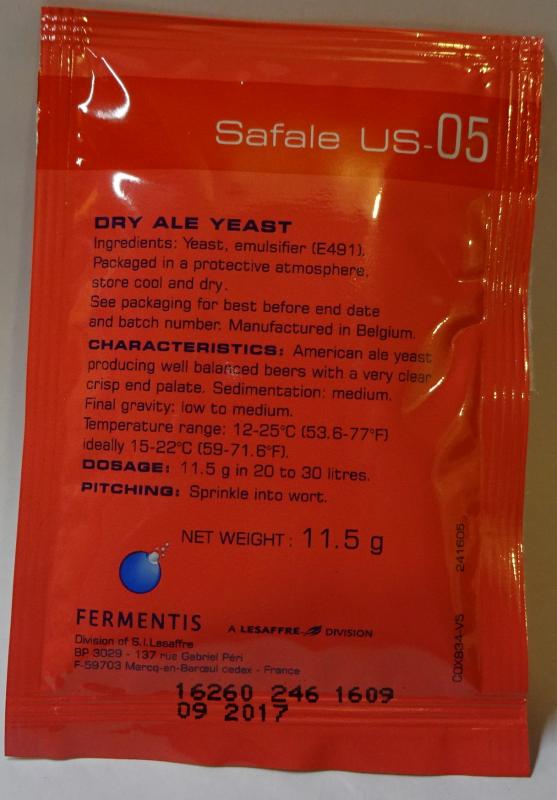 Safale US-05
DRY ALE YEAST
Ingredients: Yeast, emulsifier (E491).
Packaged in a protective atmosphere,
store cool and dry.
See packaging for best before end date
and batch number. Manufactured in Belgium.
CHARACTERISTICS: American ale yeast
producing well balanced beers with a very clear
crisp end palate. Sedimentation: medium.
Final gravity: low to medium.
Temperature range: 12-25°C (53.6-77°F)
ideally 15-22°C (59-71.6°F).
DOSAGE: 11.5 g in 20 to 30 litres.
PITCHING: Sprinkle into wort.
NET WEIGHT: 11.5 g
FERMENTIS
A LESAFFRE DIVISION
Division of S.I.Lesaffre
BP 3029 - 137 rue Gabriel Péri
F-59703 Marcq-en-Barœul cedex - France
16260 246 1609
09 2017
CDX834-V5 241605